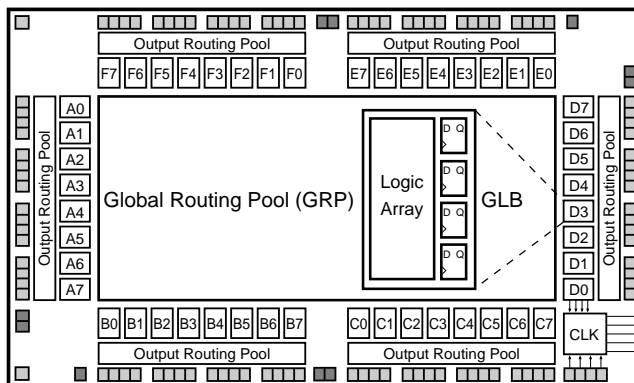 Output Routing Pool Output Routing Pool
F7 F6 F5 F4 F3 F2 F1 F0 E7 E6 E5 E4 E3 E2 E1 E0
Output Routing Pool
A0
A1
A2
A3
A4
A5
A6
A7
Global Routing Pool (GRP)
Logic
Array
D Q
D Q
D Q
D Q
GLB
D7
D6
D5
D4
D3
D2
D1
D0
Output Routing Pool
B0 B1 B2 B3 B4 B5 B6 B7 C0 C1 C2 C3 C4 C5 C6 C7
CLK
Output Routing Pool Output Routing Pool